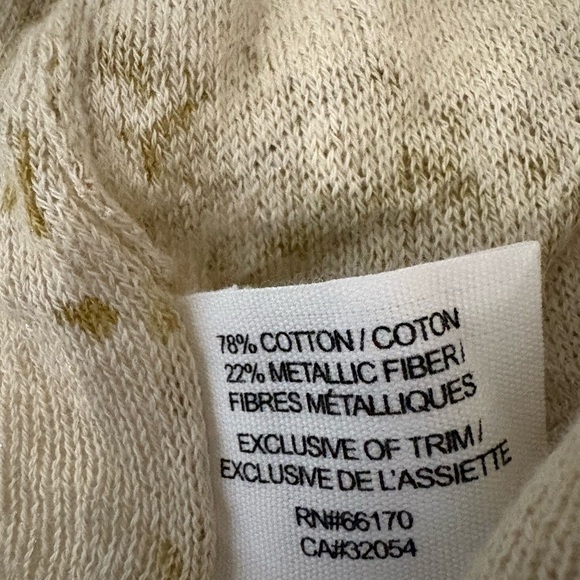 78% COTTON / COTON
22% METALLIC FIBER/
FIBRES MÉTALLIQUES
EXCLUSIVE OF TRIM/
EXCLUSIVE DE L'ASSIETTE
RN#66170
CA#32054